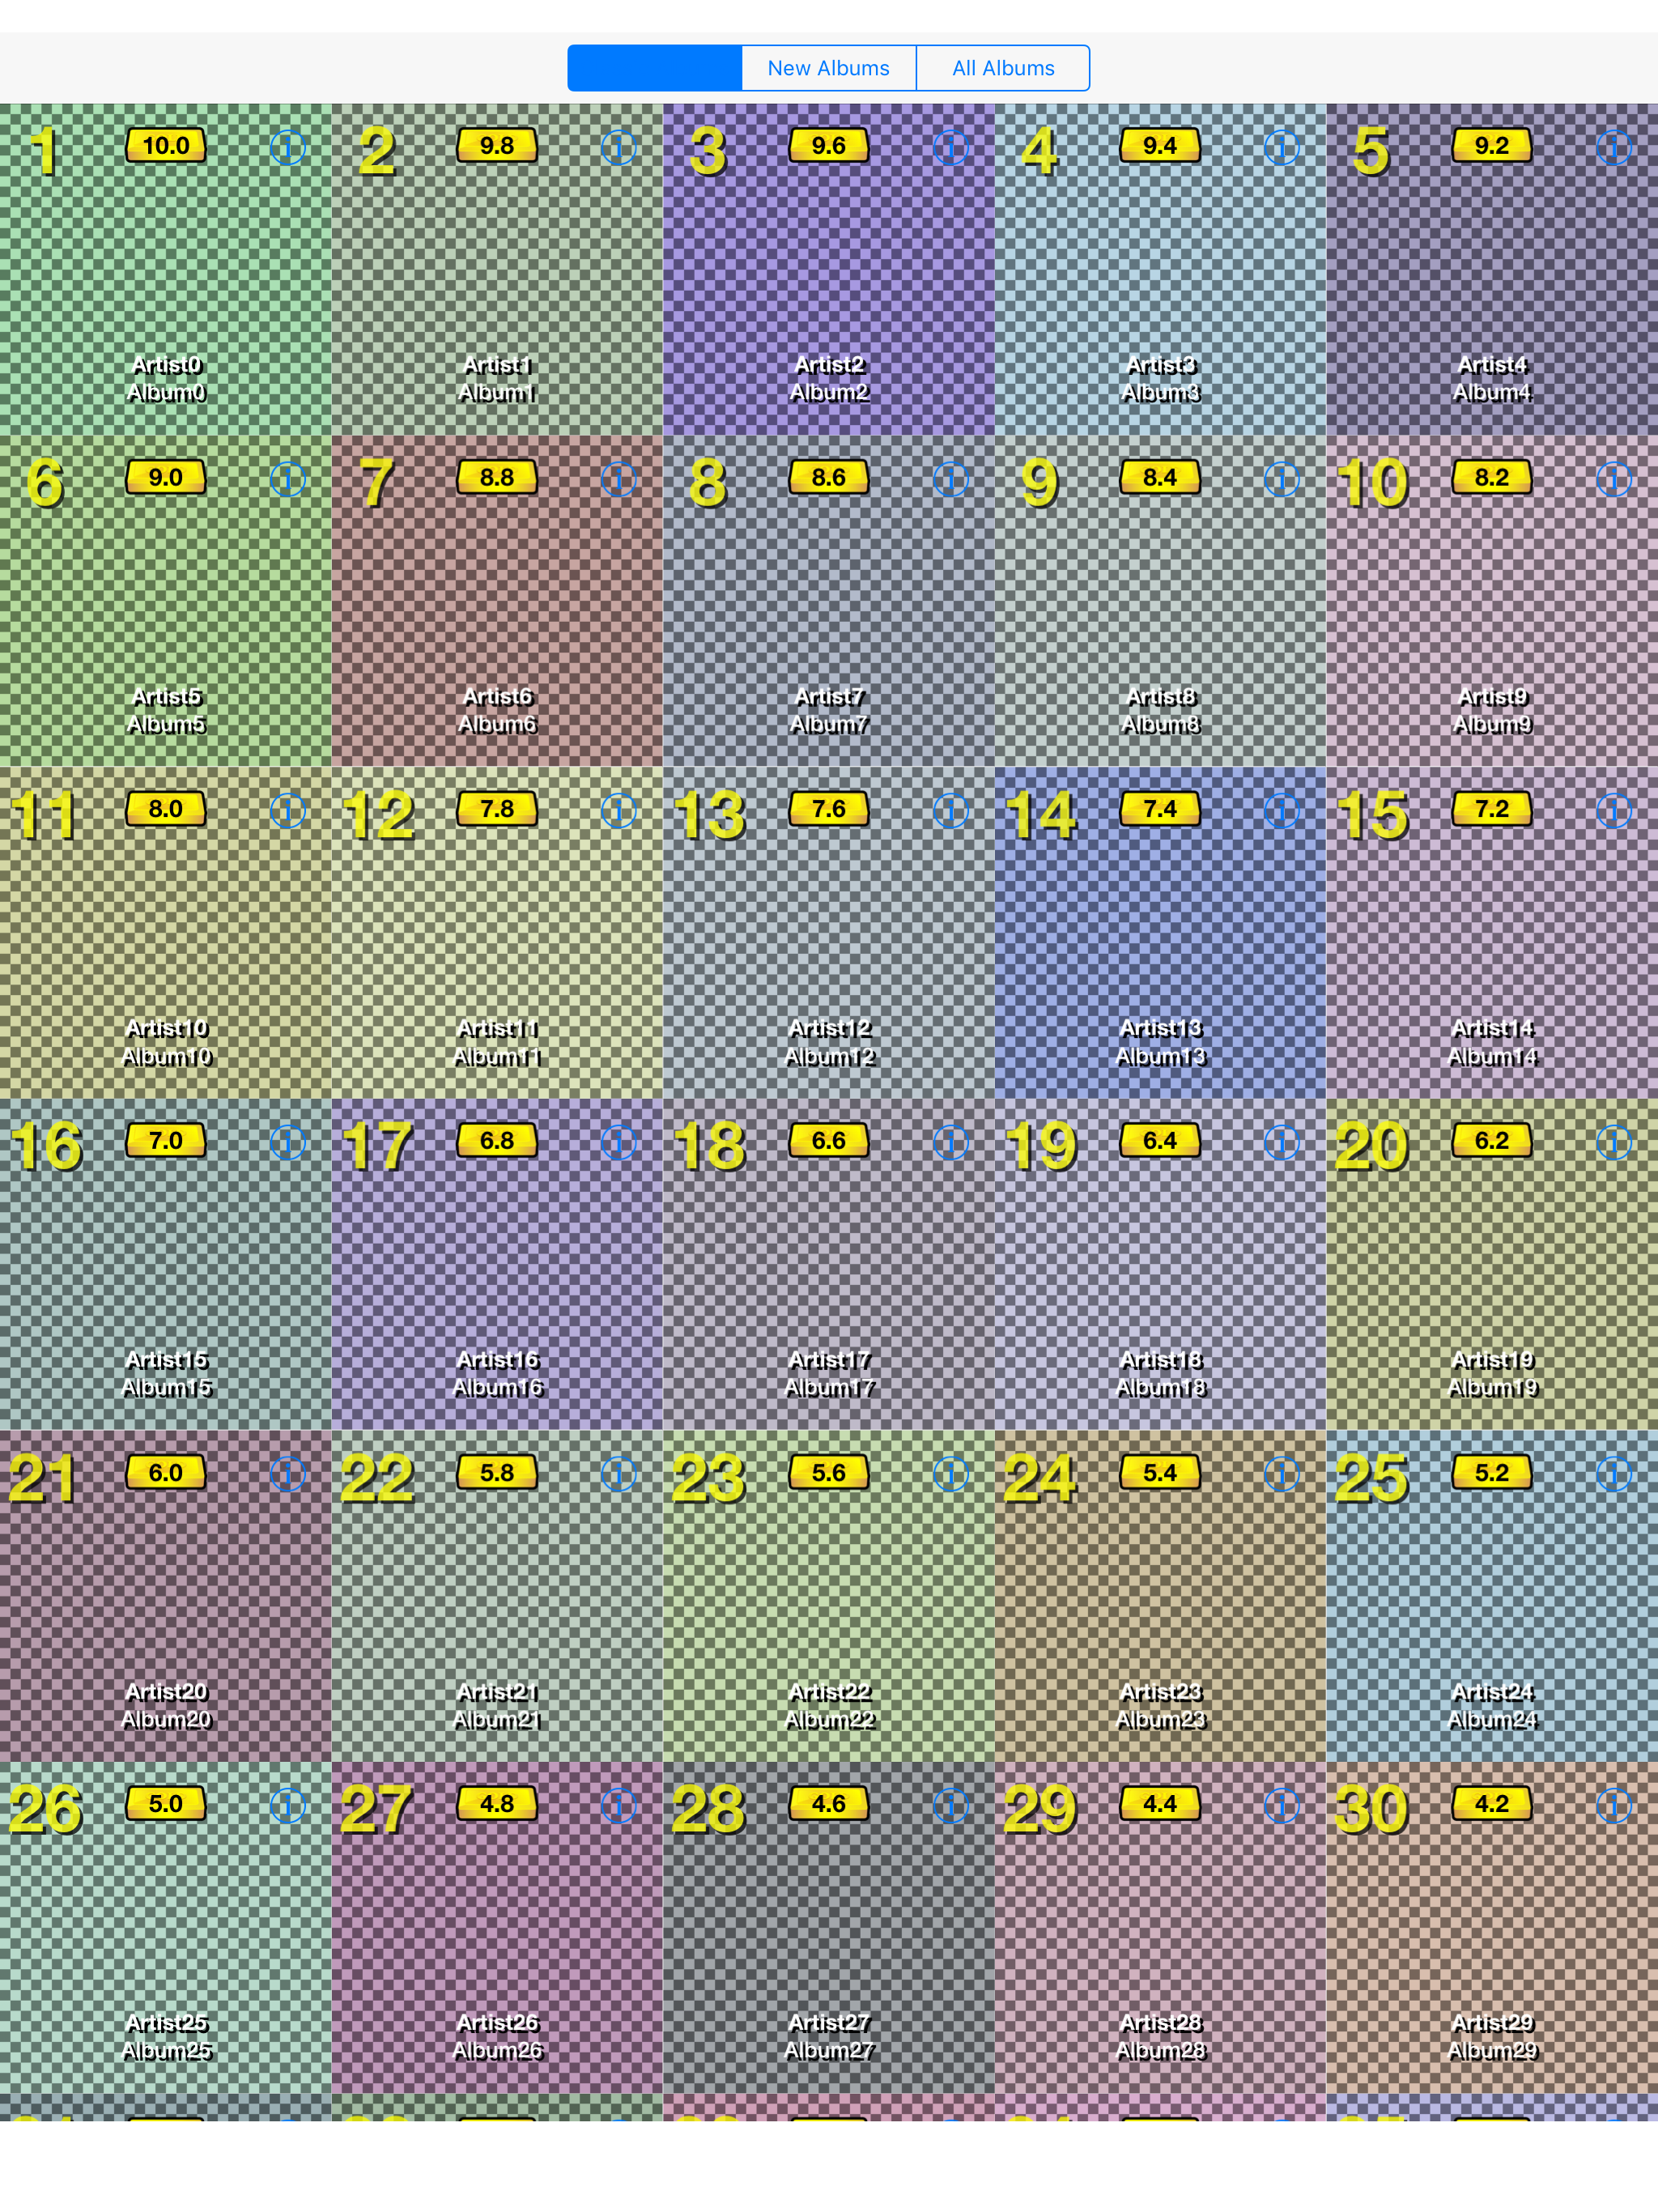 New Albums All Albums
1 10.0 2 9.8 3 9.6 4 9.4 5 9.2
Artist0 Artist1 Artist2 Artist3 Artist4
Album0 Album1 Album2 Album3 Album4
6 9.0 7 8.8 8 8.6 9 8.4 10 8.2
Artist5 Artist6 Artist7 Artist8 Artist9
Album5 Album6 Album7 Album8 Album9
11 8.0 12 7.8 13 7.6 14 7.4 15 7.2
Artist10 Artist11 Artist12 Artist13 Artist14
Album10 Album11 Album12 Album13 Album14
16 7.0 17 6.8 18 6.6 19 6.4 20 6.2
Artist15 Artist16 Artist17 Artist18 Artist19
Album15 Album16 Album17 Album18 Album19
21 6.0 22 5.8 23 5.6 24 5.4 25 5.2
Artist20 Artist21 Artist22 Artist23 Artist24
Album20 Album21 Album22 Album23 Album24
26 5.0 27 4.8 28 4.6 29 4.4 30 4.2
Artist25 Artist26 Artist27 Artist28 Artist29
Album25 Album26 Album27 Album28 Album29